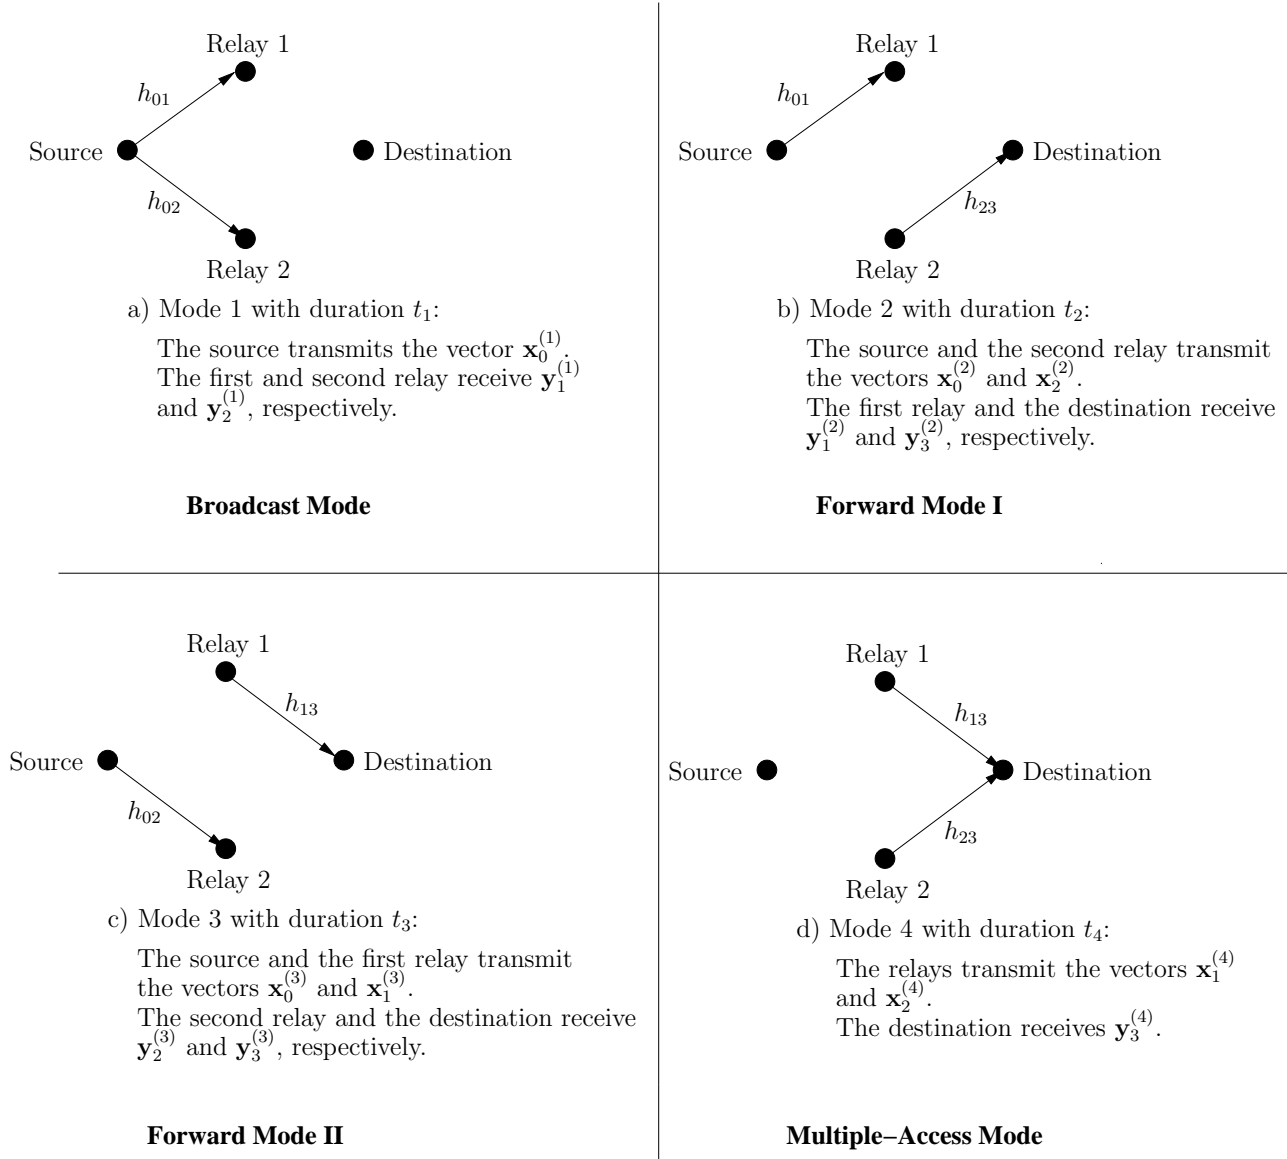 Relay 1
h₀₁
Source
Destination
h₀₂
Relay 2
a) Mode 1 with duration t₁:
The source transmits the vector 𝐱₀⁽¹⁾.
The first and second relay receive 𝐲₁⁽¹⁾
and 𝐲₂⁽¹⁾, respectively.
Broadcast Mode
Relay 1
h₀₁
Source
Destination
h₂₃
Relay 2
b) Mode 2 with duration t₂:
The source and the second relay transmit
the vectors 𝐱₀⁽²⁾ and 𝐱₂⁽²⁾.
The first relay and the destination receive
𝐲₁⁽²⁾ and 𝐲₃⁽²⁾, respectively.
Forward Mode I
Relay 1
h₁₃
Source
Destination
h₀₂
Relay 2
c) Mode 3 with duration t₃:
The source and the first relay transmit
the vectors 𝐱₀⁽³⁾ and 𝐱₁⁽³⁾.
The second relay and the destination receive
𝐲₂⁽³⁾ and 𝐲₃⁽³⁾, respectively.
Forward Mode II
Relay 1
h₁₃
Source
Destination
h₂₃
Relay 2
d) Mode 4 with duration t₄:
The relays transmit the vectors 𝐱₁⁽⁴⁾
and 𝐱₂⁽⁴⁾.
The destination receives 𝐲₃⁽⁴⁾.
Multiple−Access Mode